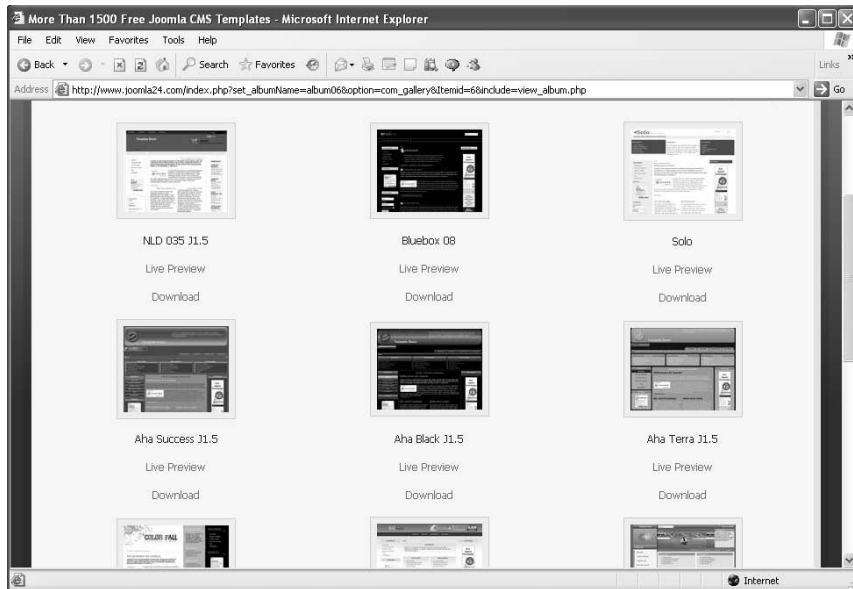 More Than 1500 Free Joomla CMS Templates - Microsoft Internet Explorer
File Edit View Favorites Tools Help
Back Search Favorites Links »
Address http://www.joomla24.com/index.php?set_albumName=album06&option=com_gallery&Itemid=6&include=view_album.php Go
NLD 035 J1.5 Bluebox 08 Solo
Live Preview Live Preview Live Preview
Download Download Download
Aha Success J1.5 Aha Black J1.5 Aha Terra J1.5
Live Preview Live Preview Live Preview
Download Download Download
COLOR FALL
Internet